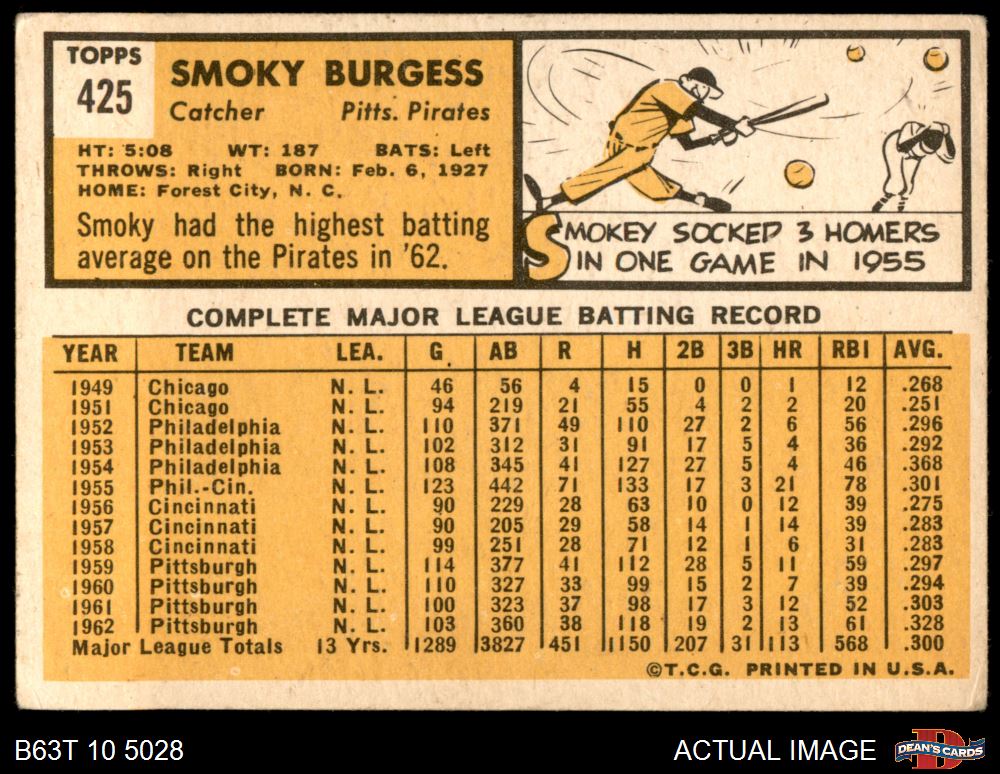 TOPPS
425
SMOKY BURGESS
Catcher Pitts. Pirates
HT: 5:08 WT: 187 BATS: Left
THROWS: Right BORN: Feb. 6, 1927
HOME: Forest City, N. C.
Smoky had the highest batting
average on the Pirates in '62.
SMOKEY SOCKED 3 HOMERS
IN ONE GAME IN 1955
COMPLETE MAJOR LEAGUE BATTING RECORD
YEAR TEAM LEA. G. AB R H 2B 3B HR RBI AVG.
1949 Chicago N. L. 46 56 4 15 0 0 1 12 .268
1951 Chicago N. L. 94 219 21 55 4 2 2 20 .251
1952 Philadelphia N. L. 110 371 49 110 27 2 6 56 .296
1953 Philadelphia N. L. 102 312 31 91 17 5 4 36 .292
1954 Philadelphia N. L. 108 345 41 127 27 5 4 46 .368
1955 Phil.-Cin. N. L. 123 442 71 133 17 3 21 78 .301
1956 Cincinnati N. L. 90 229 28 63 10 0 12 39 .275
1957 Cincinnati N. L. 90 205 29 58 14 1 14 39 .283
1958 Cincinnati N. L. 99 251 28 71 12 1 6 31 .283
1959 Pittsburgh N. L. 114 377 41 112 28 5 11 59 .297
1960 Pittsburgh N. L. 110 327 33 99 15 2 7 39 .294
1961 Pittsburgh N. L. 100 323 37 98 17 3 12 52 .303
1962 Pittsburgh N. L. 103 360 38 118 19 2 13 61 .328
Major League Totals 13 Yrs. 1289 3827 451 1150 207 31 113 568 .300
©T.C.G. PRINTED IN U.S.A.
B63T 10 5028
ACTUAL IMAGE
D
DEAN'S CARDS